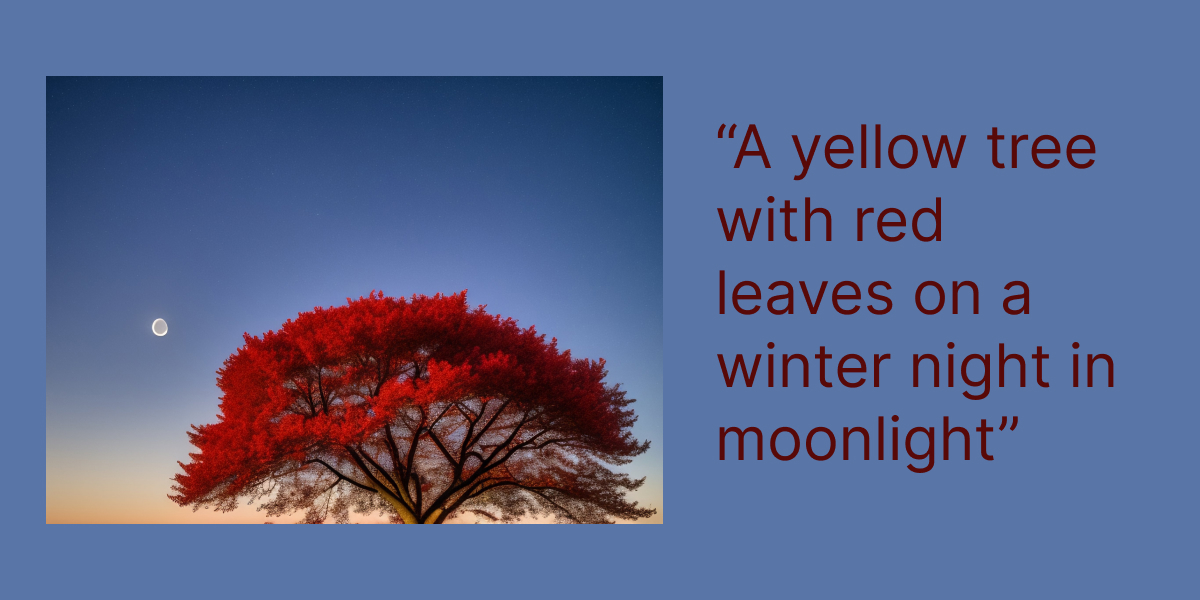 “A yellow tree
with red
leaves on a
winter night in
moonlight”